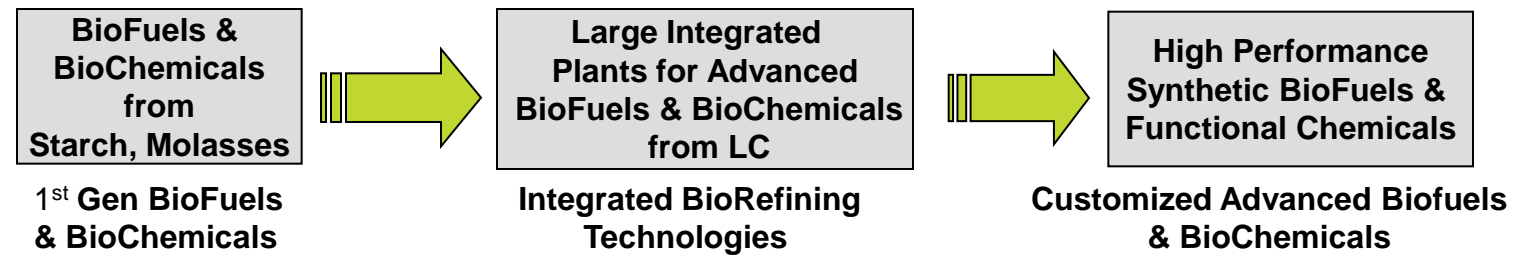 BioFuels &
BioChemicals
from
Starch, Molasses
1st Gen BioFuels
& BioChemicals
Large Integrated
Plants for Advanced
BioFuels & BioChemicals
from LC
Integrated BioRefining
Technologies
High Performance
Synthetic BioFuels &
Functional Chemicals
Customized Advanced Biofuels
& BioChemicals